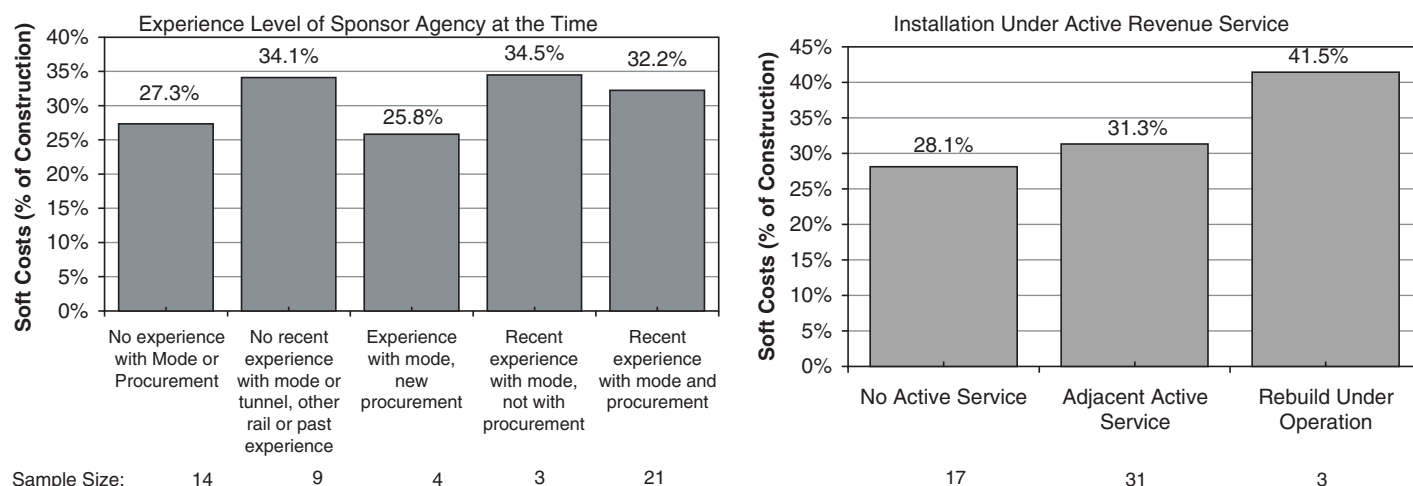 Experience Level of Sponsor Agency at the Time
Soft Costs (% of Construction)
40%
35%
30%
25%
20%
15%
10%
5%
0%
27.3%
34.1%
25.8%
34.5%
32.2%
No experience
with Mode or
Procurement
No recent
experience
with mode or
tunnel, other
rail or past
experience
Experience
with mode,
new
procurement
Recent
experience
with mode,
not with
procurement
Recent
experience
with mode and
procurement
Sample Size: 14 9 4 3 21
Installation Under Active Revenue Service
Soft Costs (% of Construction)
45%
40%
35%
30%
25%
20%
15%
10%
5%
0%
28.1%
31.3%
41.5%
No Active Service
Adjacent Active
Service
Rebuild Under
Operation
17 31 3